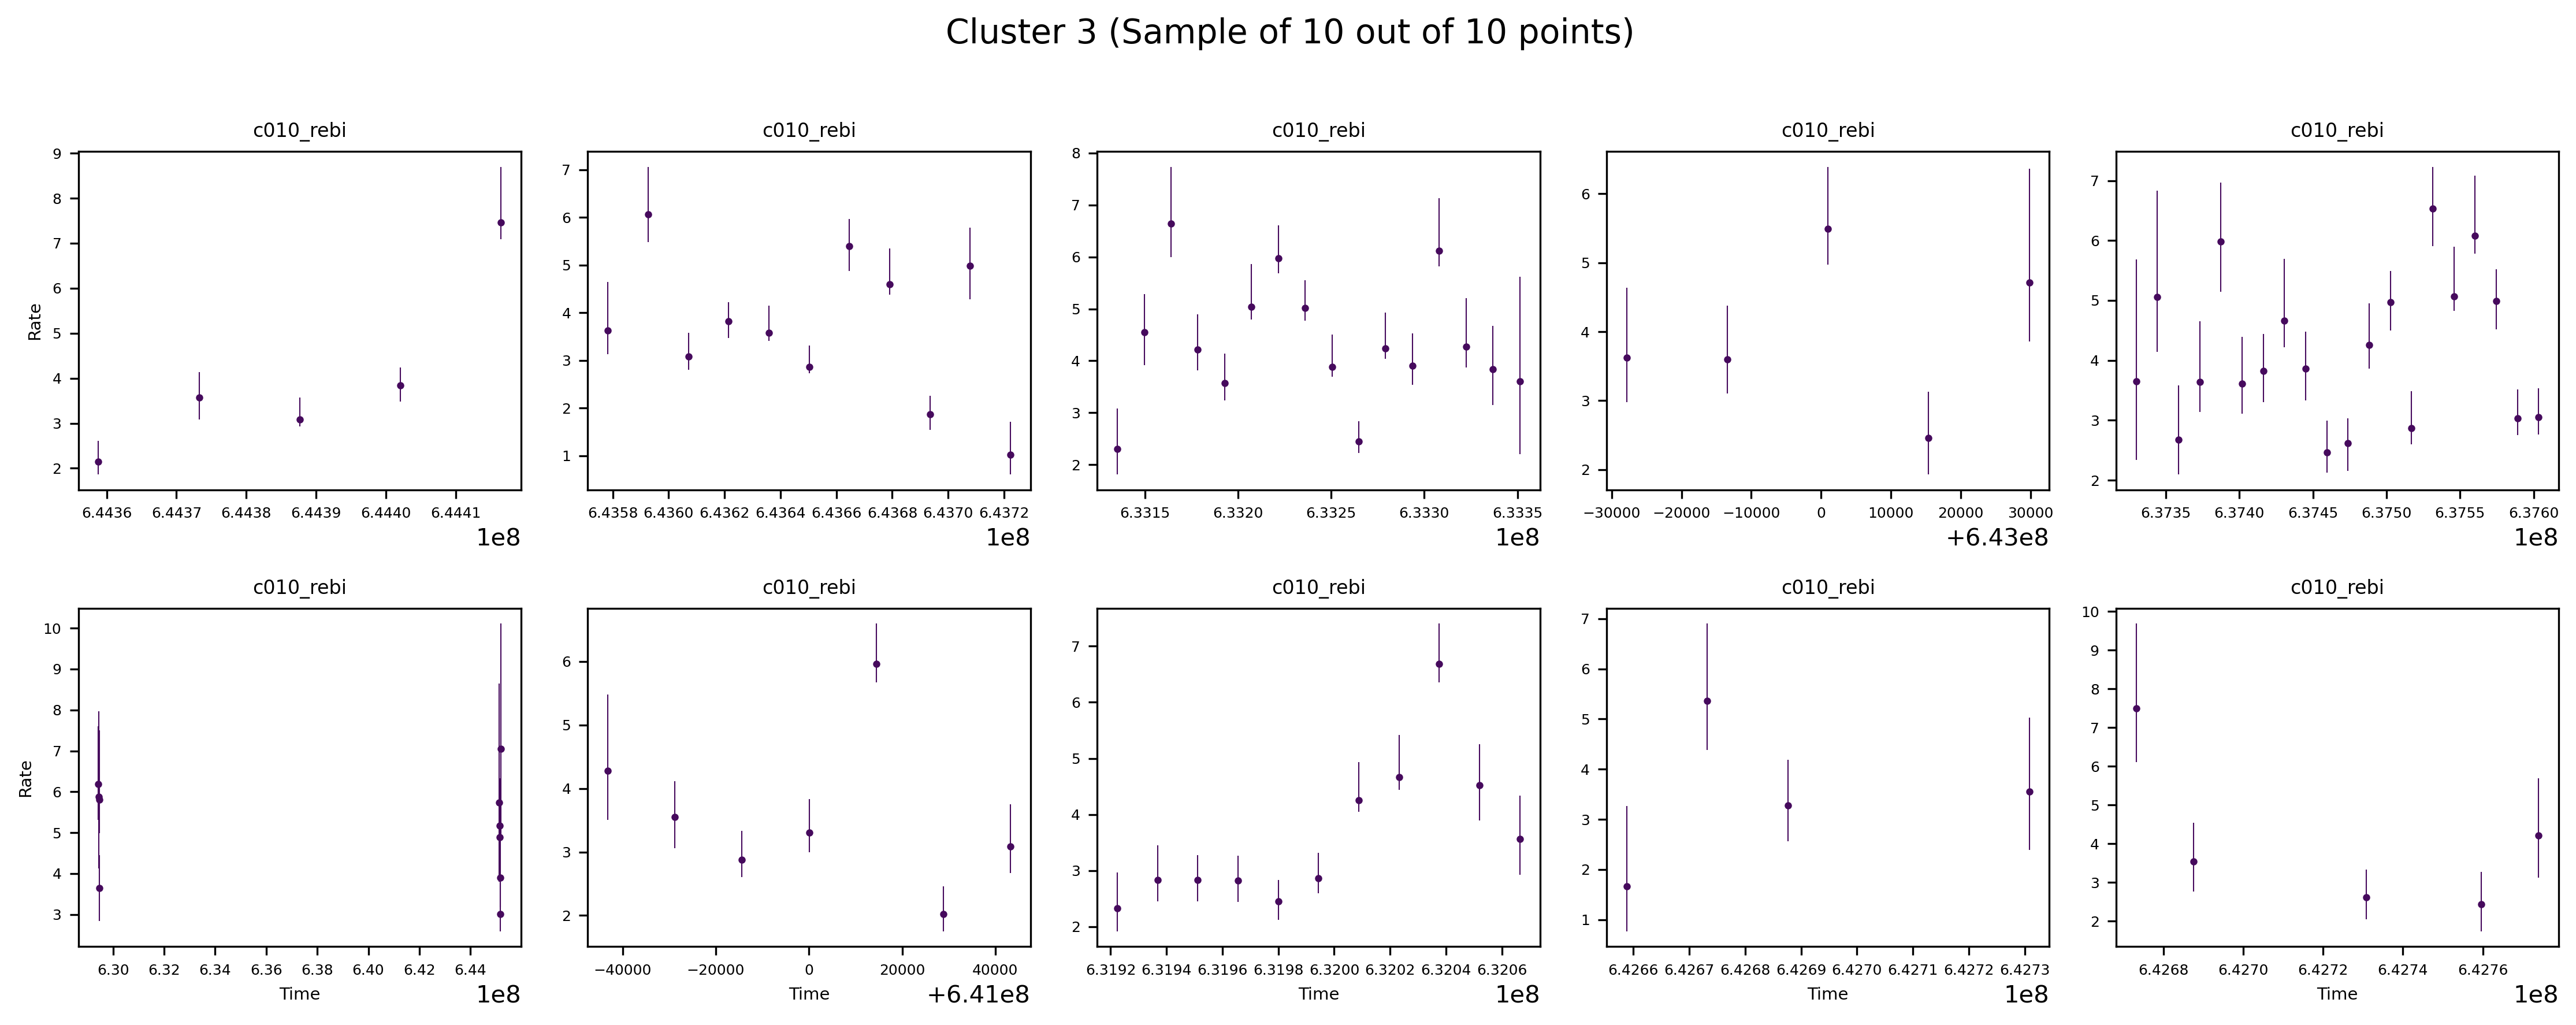 Cluster 3 (Sample of 10 out of 10 points)
c010_rebi c010_rebi c010_rebi c010_rebi c010_rebi
Rate
9
8
7
6
5
4
3
2
6.4436 6.4437 6.4438 6.4439 6.4440 6.4441
1e8
7
6
5
4
3
2
1
6.4358 6.4360 6.4362 6.4364 6.4366 6.4368 6.4370 6.4372
1e8
8
7
6
5
4
3
2
6.3315 6.3320 6.3325 6.3330 6.3335
1e8
6
5
4
3
2
−30000 −20000 −10000 0 10000 20000 30000
+6.43e8
7
6
5
4
3
2
6.3735 6.3740 6.3745 6.3750 6.3755 6.3760
1e8
c010_rebi c010_rebi c010_rebi c010_rebi c010_rebi
Rate
10
9
8
7
6
5
4
3
6.30 6.32 6.34 6.36 6.38 6.40 6.42 6.44
Time 1e8
6
5
4
3
2
−40000 −20000 0 20000 40000
Time +6.41e8
7
6
5
4
3
2
6.3192 6.3194 6.3196 6.3198 6.3200 6.3202 6.3204 6.3206
Time 1e8
7
6
5
4
3
2
1
6.4266 6.4267 6.4268 6.4269 6.4270 6.4271 6.4272 6.4273
Time 1e8
10
9
8
7
6
5
4
3
2
6.4268 6.4270 6.4272 6.4274 6.4276
Time 1e8